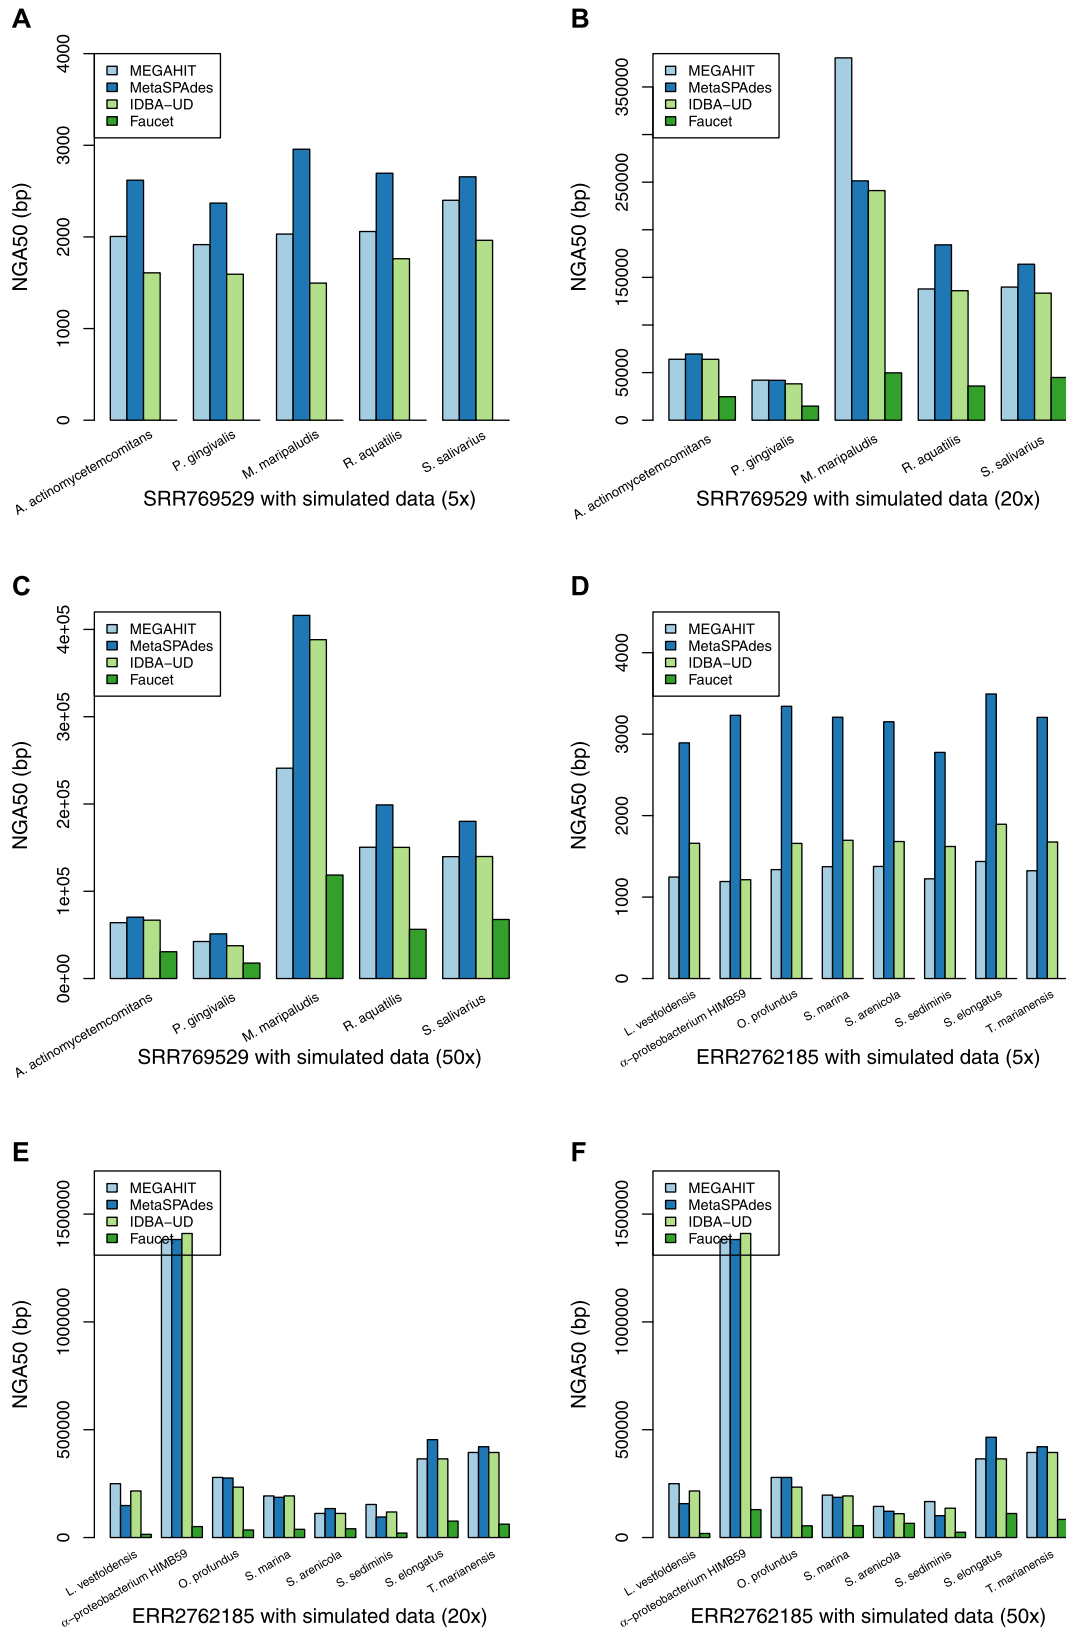 A
NGA50 (bp)
0
1000
2000
3000
4000
MEGAHIT
MetaSPAdes
IDBA−UD
Faucet
A. actinomycetemcomitans
P. gingivalis
M. maripaludis
R. aquatilis
S. salivarius
SRR769529 with simulated data (5x)
B
NGA50 (bp)
0
50000
150000
250000
350000
MEGAHIT
MetaSPAdes
IDBA−UD
Faucet
A. actinomycetemcomitans
P. gingivalis
M. maripaludis
R. aquatilis
S. salivarius
SRR769529 with simulated data (20x)
C
NGA50 (bp)
0e+00
1e+05
2e+05
3e+05
4e+05
MEGAHIT
MetaSPAdes
IDBA−UD
Faucet
A. actinomycetemcomitans
P. gingivalis
M. maripaludis
R. aquatilis
S. salivarius
SRR769529 with simulated data (50x)
D
NGA50 (bp)
0
1000
2000
3000
4000
MEGAHIT
MetaSPAdes
IDBA−UD
Faucet
L. vestfoldensis
α−proteobacterium HIMB59
O. profundus
S. marina
S. arenicola
S. sediminis
S. elongatus
T. marianensis
ERR2762185 with simulated data (5x)
E
NGA50 (bp)
0
500000
1000000
1500000
MEGAHIT
MetaSPAdes
IDBA−UD
Faucet
L. vestfoldensis
α−proteobacterium HIMB59
O. profundus
S. marina
S. arenicola
S. sediminis
S. elongatus
T. marianensis
ERR2762185 with simulated data (20x)
F
NGA50 (bp)
0
500000
1000000
1500000
MEGAHIT
MetaSPAdes
IDBA−UD
Faucet
L. vestfoldensis
α−proteobacterium HIMB59
O. profundus
S. marina
S. arenicola
S. sediminis
S. elongatus
T. marianensis
ERR2762185 with simulated data (50x)